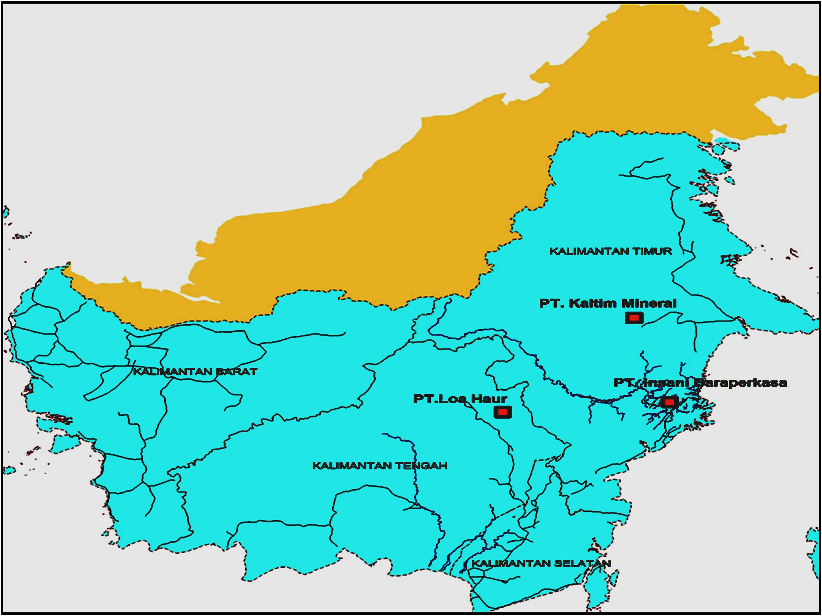 KALIMANTAN TIMUR
PT. Kaltim Mineral
KALIMANTAN BARAT
PT. Insani Baraperkasa
PT.Loa Haur
KALIMANTAN TENGAH
KALIMANTAN SELATAN